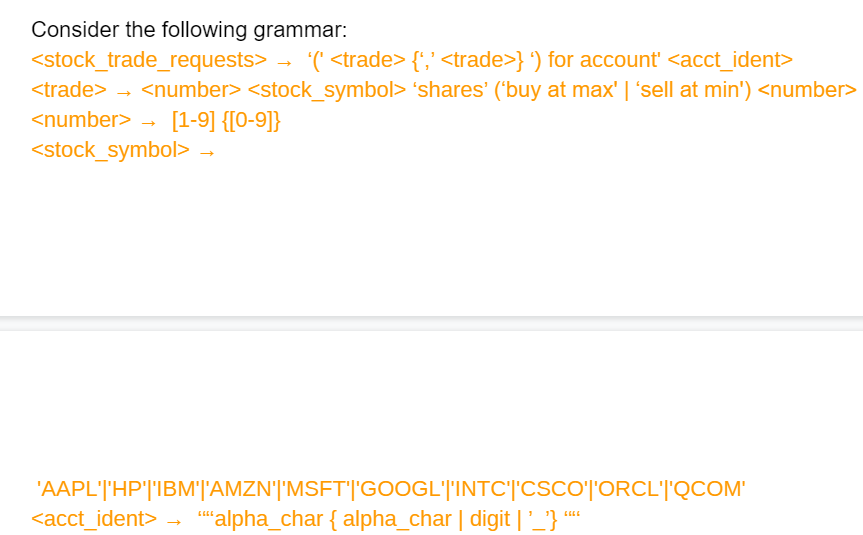 Consider the following grammar:
<stock_trade_requests> → ‘(' <trade> {‘,’ <trade>} ‘) for account' <acct_ident>
<trade> → <number> <stock_symbol> ‘shares’ (‘buy at max' | ‘sell at min') <number>
<number> → [1-9] {[0-9]}
<stock_symbol> →
'AAPL'|'HP'|'IBM'|'AMZN'|'MSFT'|'GOOGL'|'INTC'|'CSCO'|'ORCL'|'QCOM'
<acct_ident> → “““alpha_char { alpha_char | digit | ’_’} “““